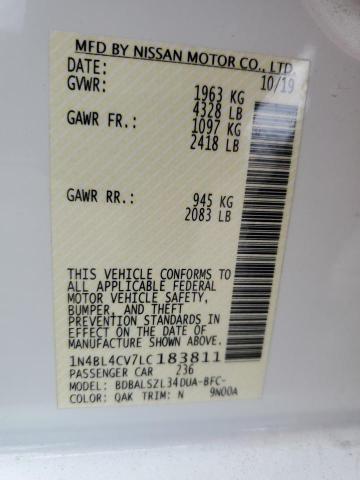 MFD BY NISSAN MOTOR CO., LTD.
DATE: 10/19
GVWR: 1963 KG
4328 LB
GAWR FR.: 1097 KG
2418 LB
GAWR RR.: 945 KG
2083 LB
THIS VEHICLE CONFORMS TO
ALL APPLICABLE FEDERAL
MOTOR VEHICLE SAFETY,
BUMPER, AND THEFT
PREVENTION STANDARDS IN
EFFECT ON THE DATE OF
MANUFACTURE SHOWN ABOVE.
1N4BL4CV7LC183811
PASSENGER CAR 236
MODEL: BDBALSZL34DUA-BFC-
COLOR: QAK TRIM: N 9N00A